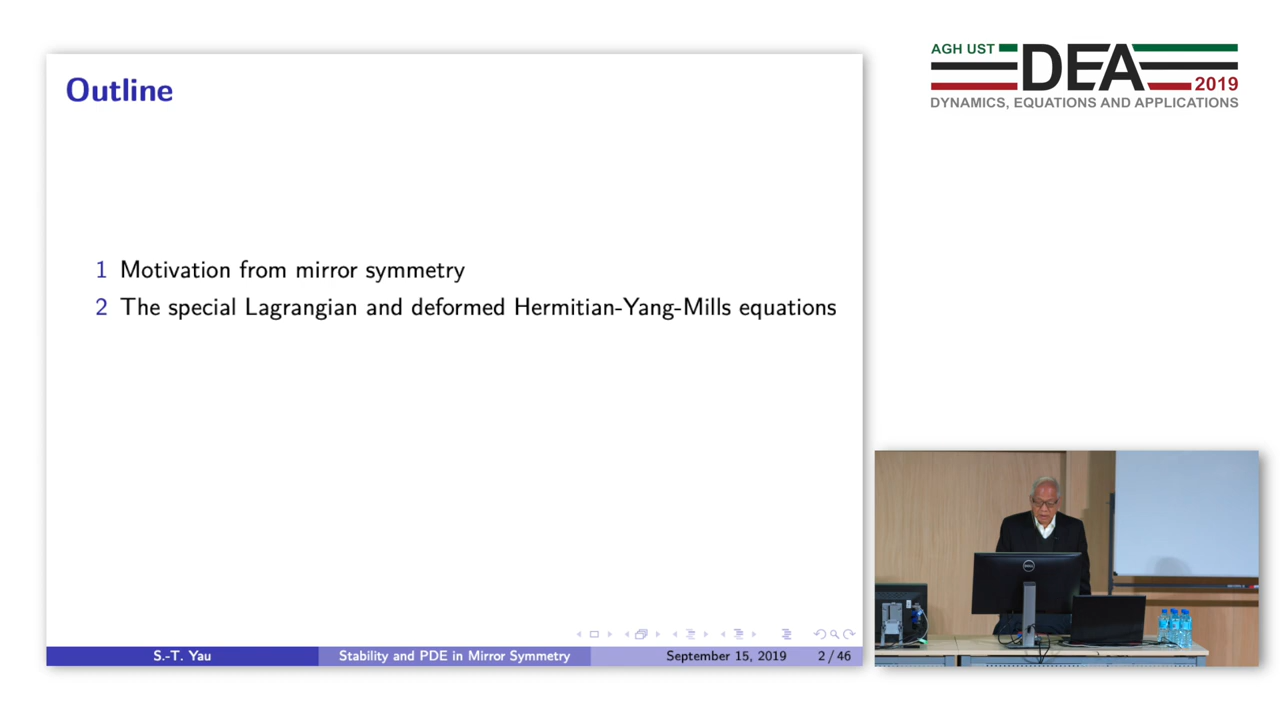 Outline
1 Motivation from mirror symmetry
2 The special Lagrangian and deformed Hermitian-Yang-Mills equations
S.-T. Yau
Stability and PDE in Mirror Symmetry
September 15, 2019
2 / 46
AGH UST
DEA
2019
DYNAMICS, EQUATIONS AND APPLICATIONS
DELL